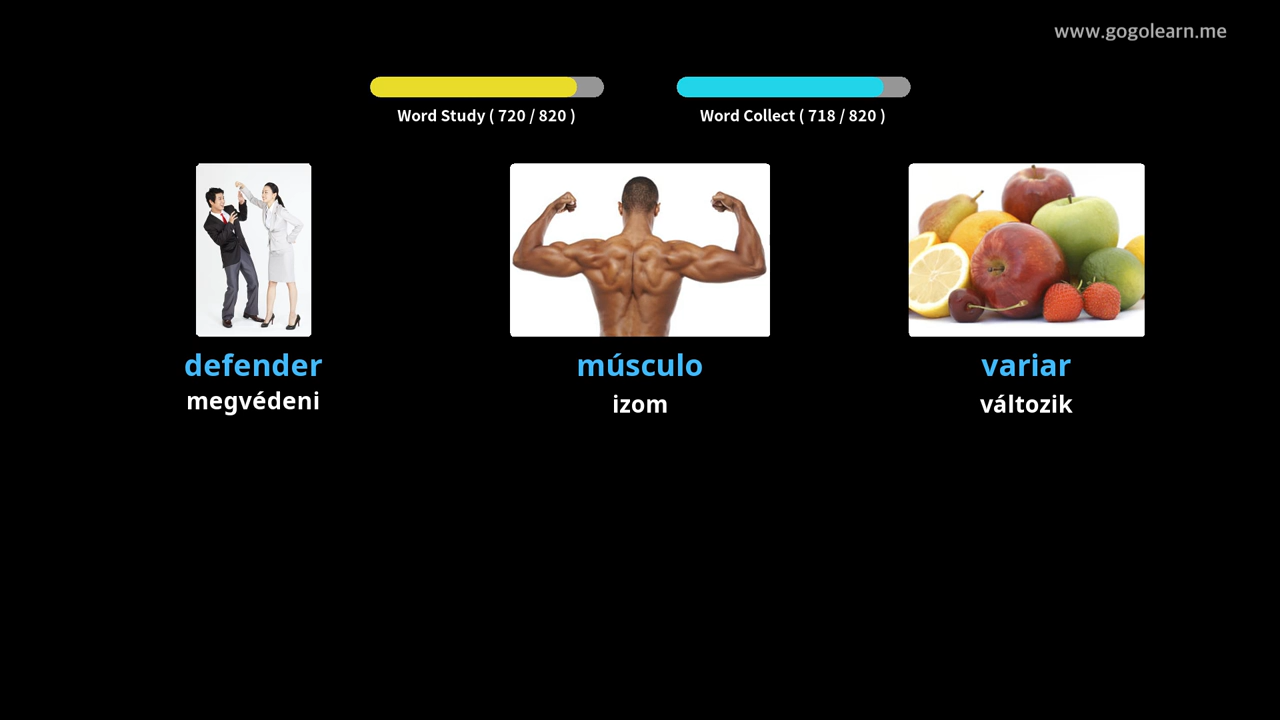 www.gogolearn.me
Word Study ( 720 / 820 )
Word Collect ( 718 / 820 )
defender
megvédeni
músculo
izom
variar
változik